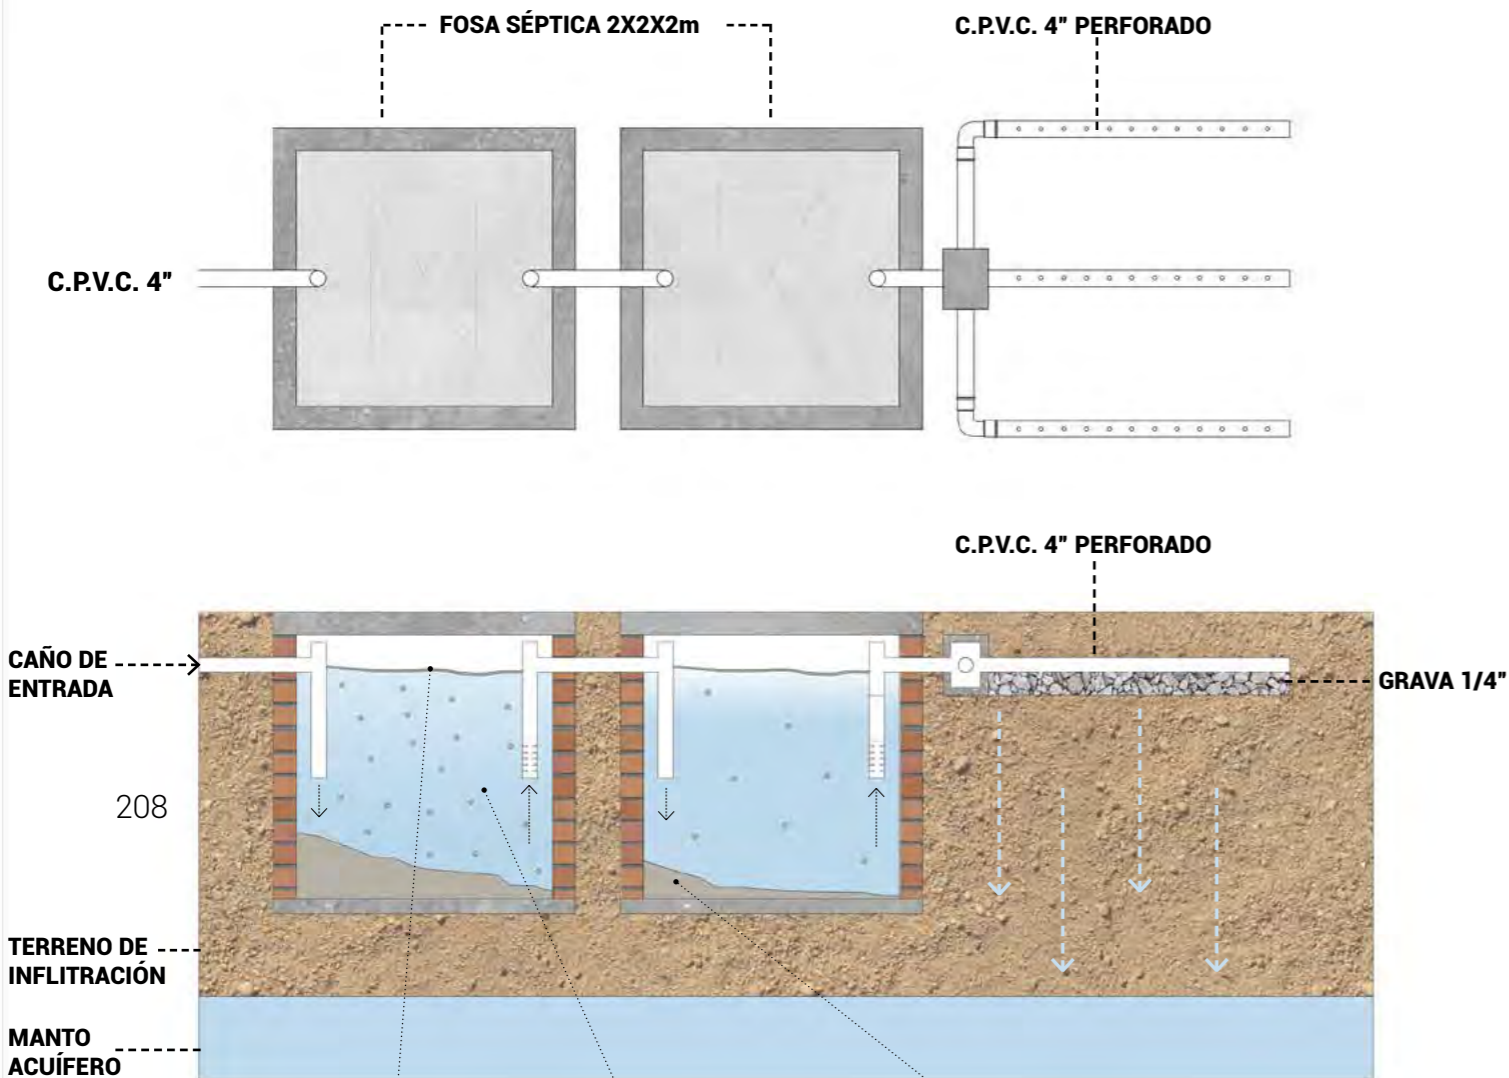 FOSA SÉPTICA 2X2X2m
C.P.V.C. 4" PERFORADO
C.P.V.C. 4"
C.P.V.C. 4" PERFORADO
CAÑO DE
ENTRADA
GRAVA 1/4"
208
TERRENO DE
INFLITRACIÓN
MANTO
ACUÍFERO